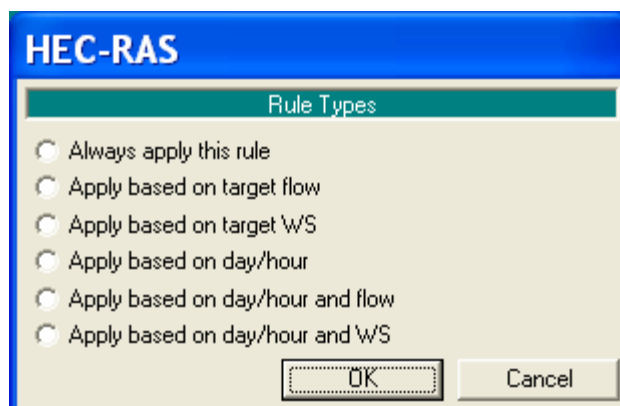 HEC-RAS
Rule Types
Always apply this rule
Apply based on target flow
Apply based on target WS
Apply based on day/hour
Apply based on day/hour and flow
Apply based on day/hour and WS
OK Cancel